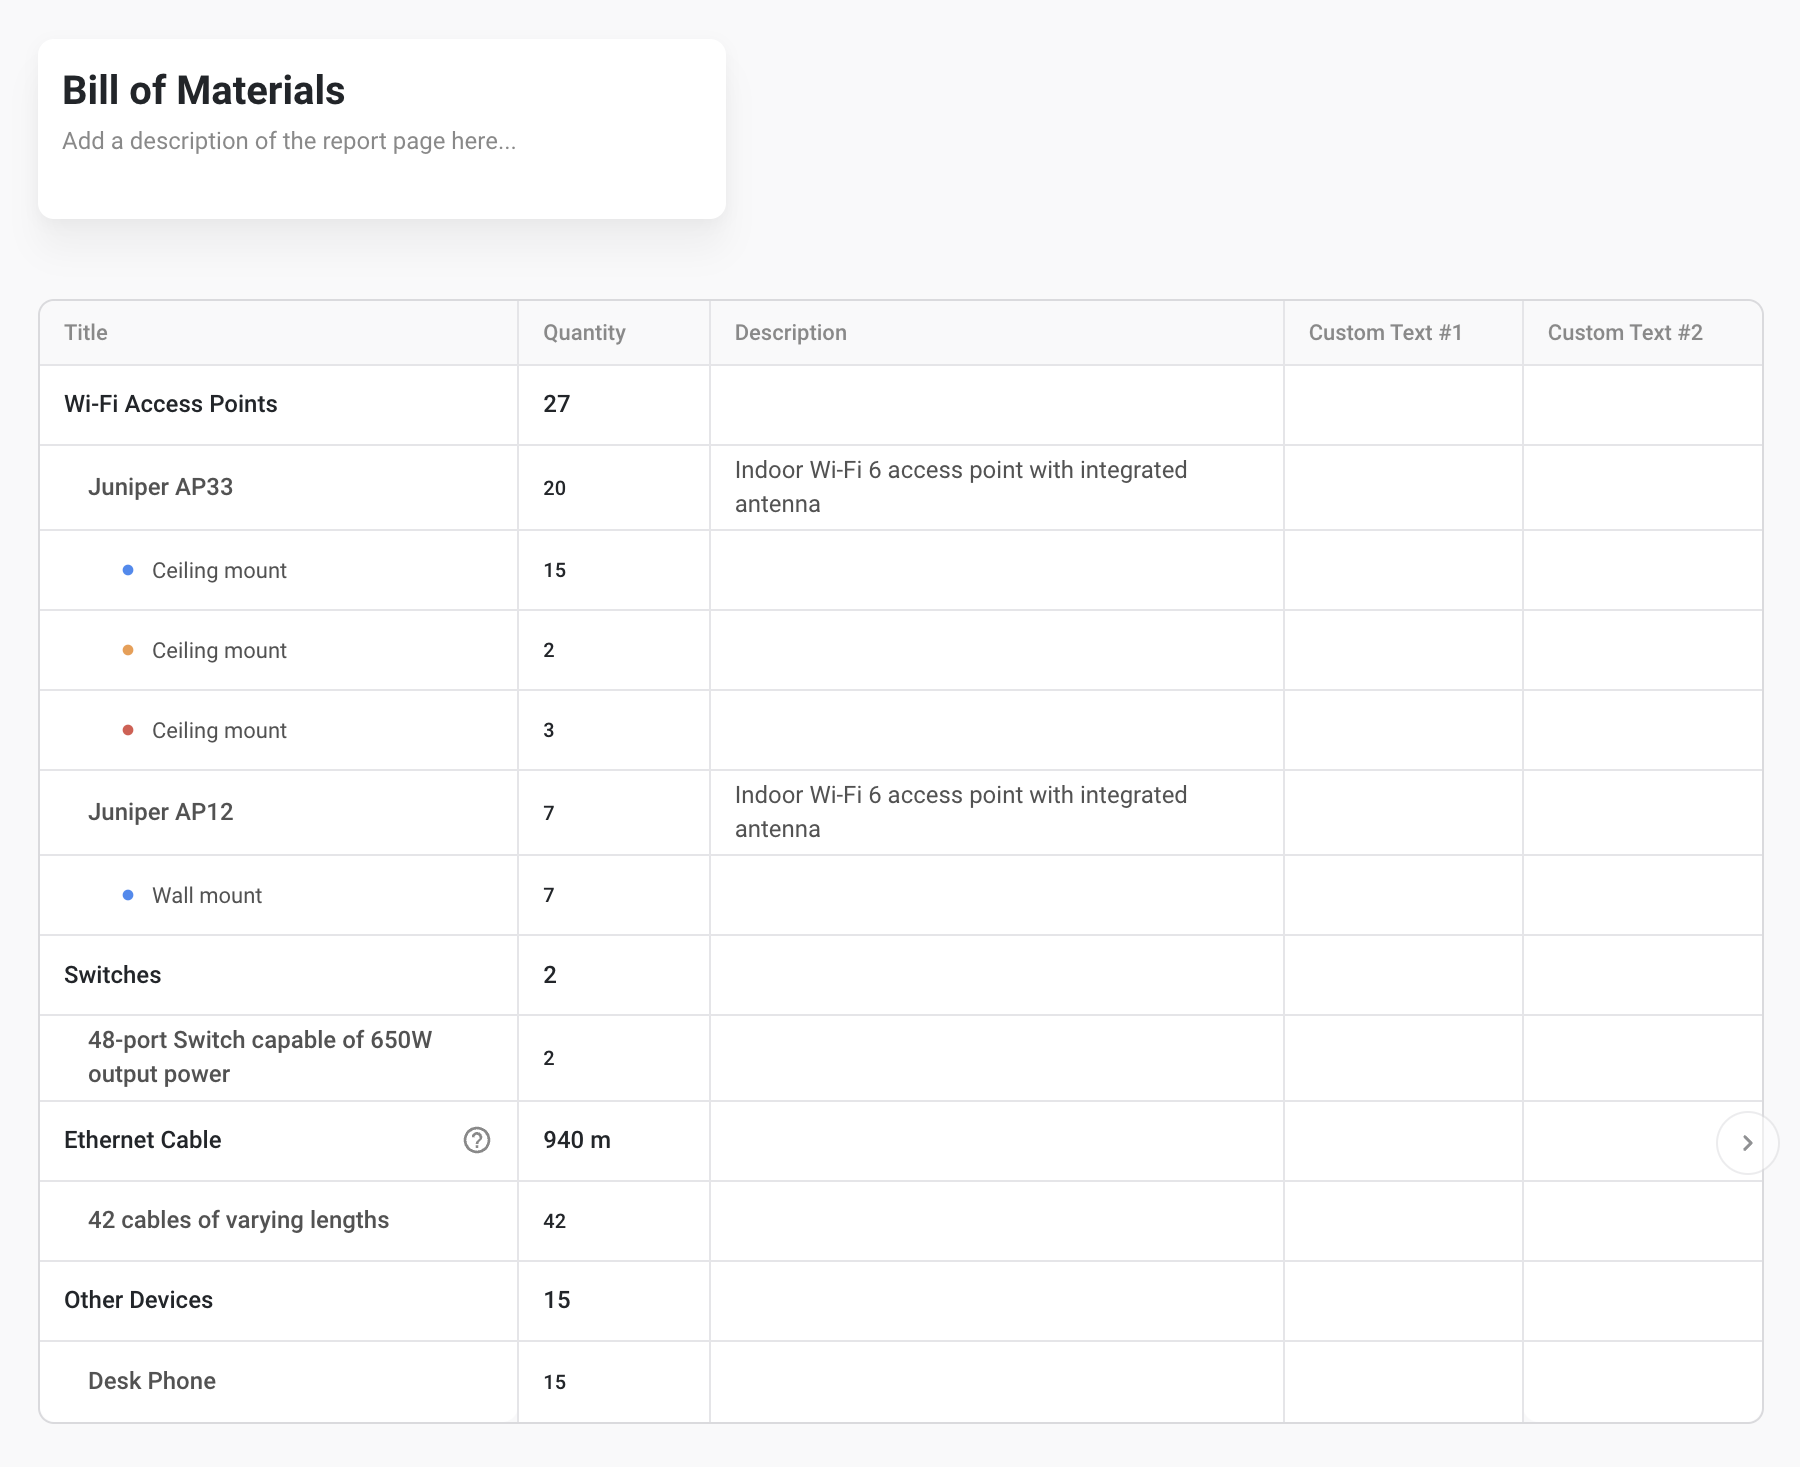 Bill of Materials
Add a description of the report page here...
Title Quantity Description Custom Text #1 Custom Text #2
Wi-Fi Access Points 27
Juniper AP33 20 Indoor Wi-Fi 6 access point with integrated
antenna
Ceiling mount 15
Ceiling mount 2
Ceiling mount 3
Juniper AP12 7 Indoor Wi-Fi 6 access point with integrated
antenna
Wall mount 7
Switches 2
48-port Switch capable of 650W
output power 2
Ethernet Cable ? 940 m
42 cables of varying lengths 42
Other Devices 15
Desk Phone 15